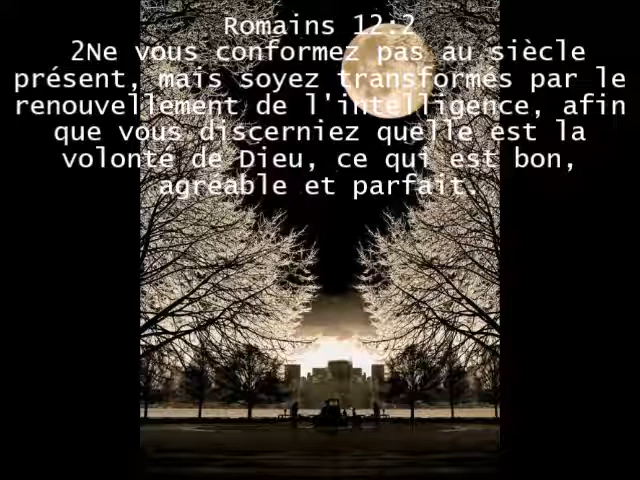 Romains 12:2
2Ne vous conformez pas au siècle
présent, mais soyez transformés par le
renouvellement de l'intelligence, afin
que vous discerniez quelle est la
volonté de Dieu, ce qui est bon,
agréable et parfait.